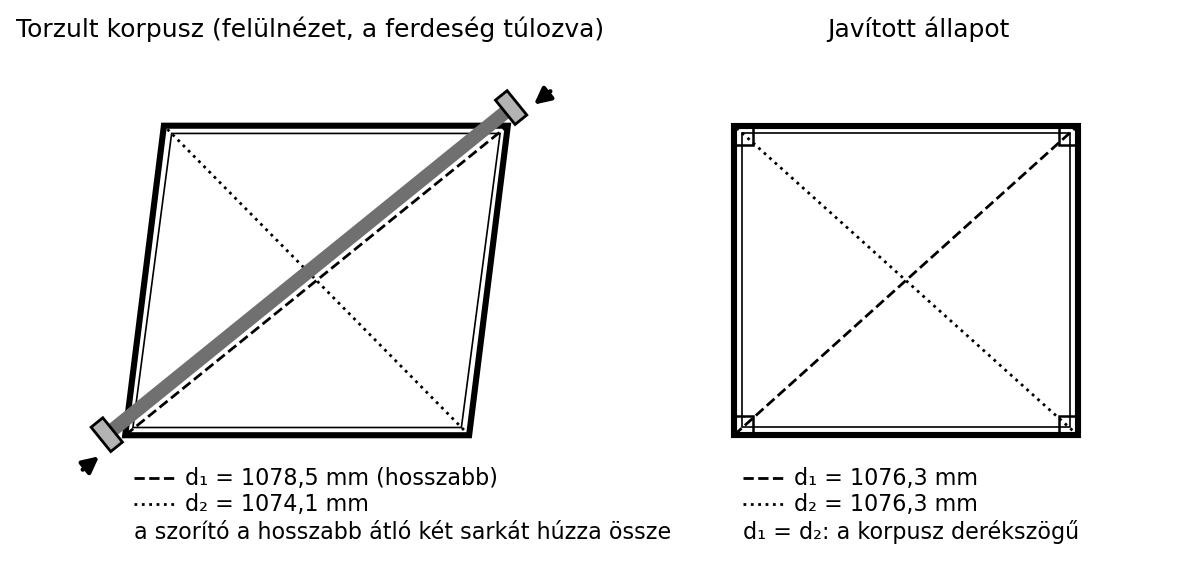 Torzult korpusz (felülnézet, a ferdeség túlozva)
d₁ = 1078,5 mm (hosszabb)
d₂ = 1074,1 mm
a szorító a hosszabb átló két sarkát húzza össze
Javított állapot
d₁ = 1076,3 mm
d₂ = 1076,3 mm
d₁ = d₂: a korpusz derékszögű